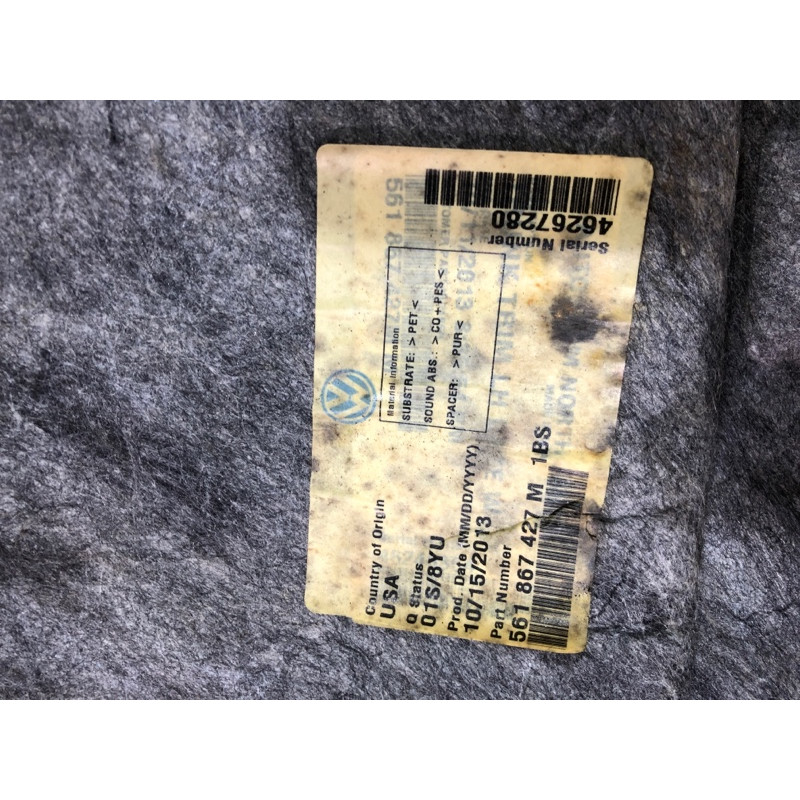 Country of Origin
USA
Q Status
01S/8YU
Prod. Date (MM/DD/YYYY)
10/15/2013
Part Number
561 867 427 M 1BS
Material Information
SUBSTRATE: > PET <
SOUND ABS.: > CO + PES <
SPACER: > PUR <
Serial Number
46267280